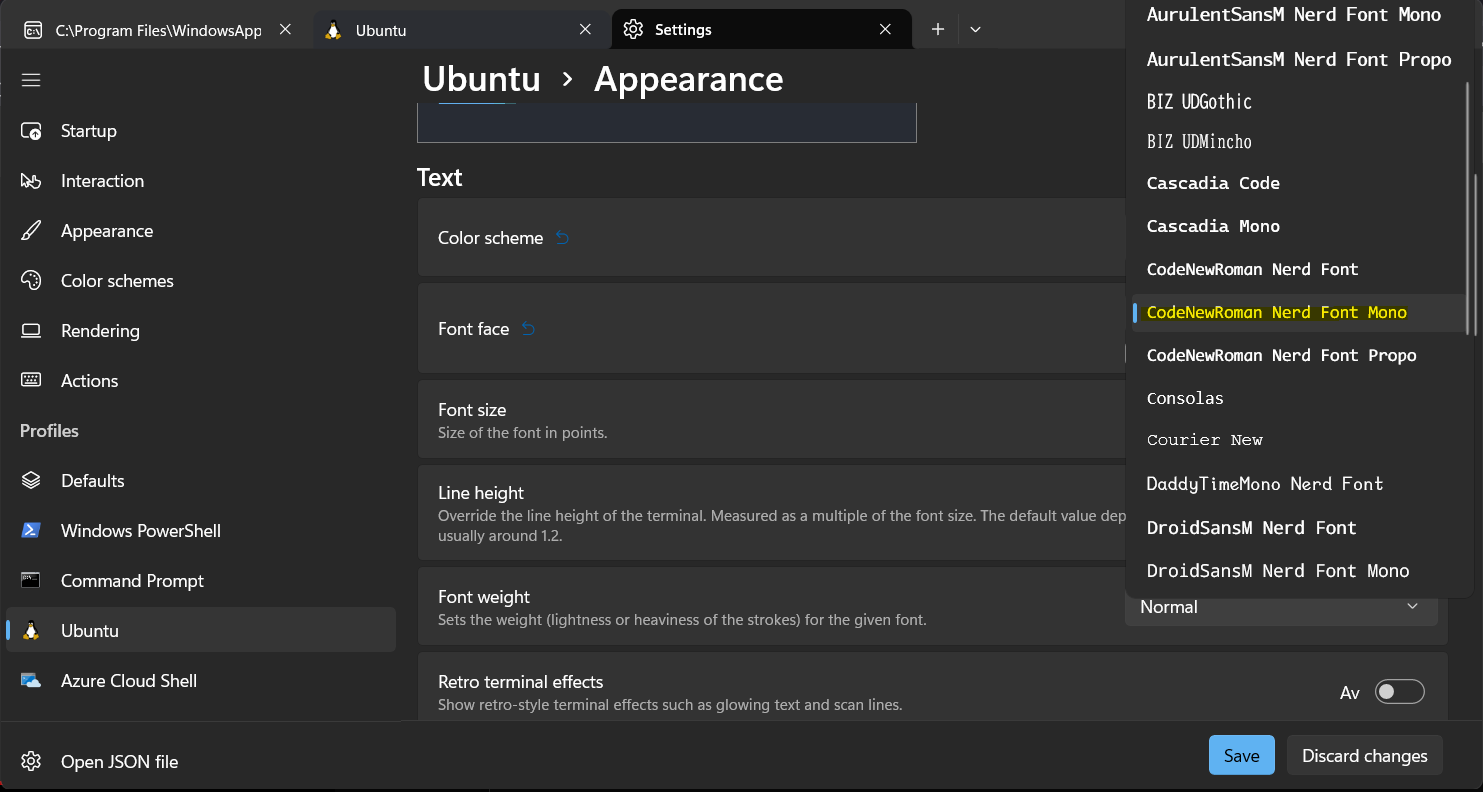 C:\Program Files\WindowsApp
Ubuntu
Settings
Ubuntu › Appearance
Startup
Interaction
Appearance
Color schemes
Rendering
Actions
Profiles
Defaults
Windows PowerShell
Command Prompt
Ubuntu
Azure Cloud Shell
Open JSON file
Text
Color scheme
Font face
Font size
Size of the font in points.
Line height
Override the line height of the terminal. Measured as a multiple of the font size. The default value dep
usually around 1.2.
Font weight
Sets the weight (lightness or heaviness of the strokes) for the given font.
Normal
Retro terminal effects
Show retro-style terminal effects such as glowing text and scan lines.
Av
AurulentSansM Nerd Font Mono
AurulentSansM Nerd Font Propo
BIZ UDGothic
BIZ UDMincho
Cascadia Code
Cascadia Mono
CodeNewRoman Nerd Font
CodeNewRoman Nerd Font Mono
CodeNewRoman Nerd Font Propo
Consolas
Courier New
DaddyTimeMono Nerd Font
DroidSansM Nerd Font
DroidSansM Nerd Font Mono
Save
Discard changes